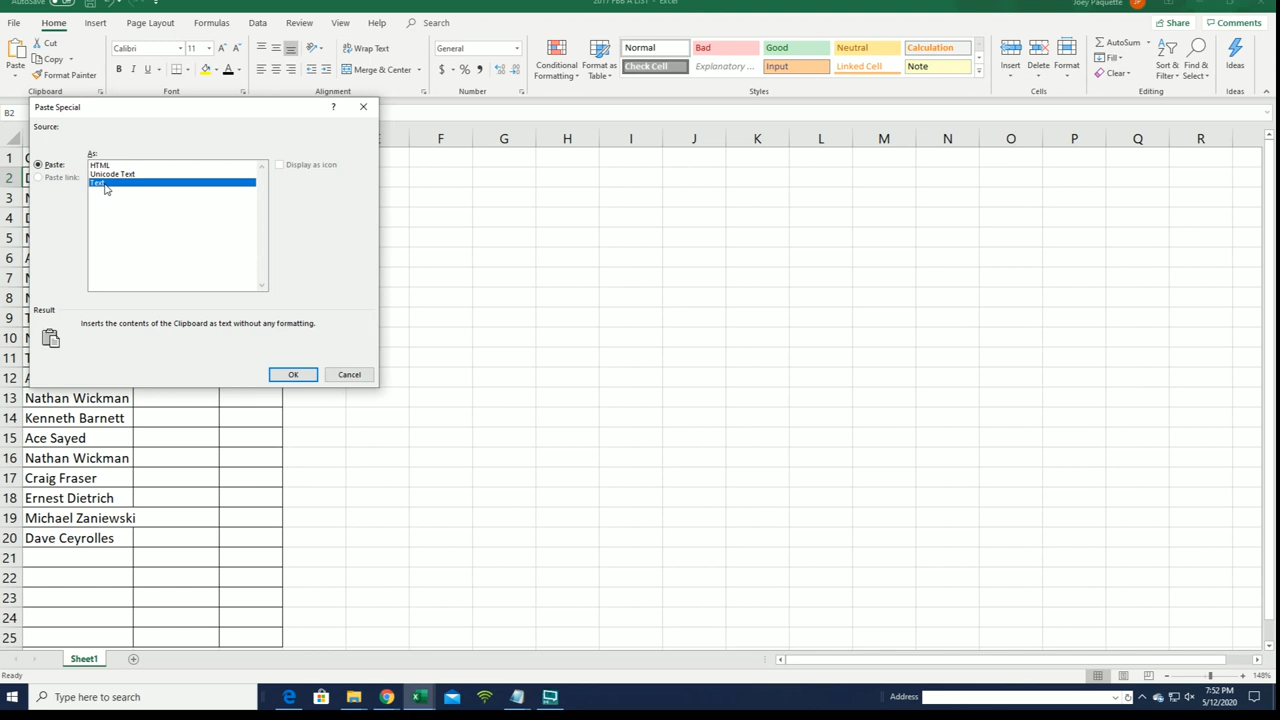 AutoSave Off
2017 FBB A LIST - Excel
Joey Paquette
JP
File Home Insert Page Layout Formulas Data Review View Help Search
Share Comments
Paste
Cut
Copy
Format Painter
Calibri 11
B I U
Wrap Text
Merge & Center
General
$ % ,
Conditional Formatting
Format as Table
Normal Bad Good Neutral Calculation
Check Cell Explanatory ... Input Linked Cell Note
Insert Delete Format
AutoSum
Fill
Clear
Sort & Filter
Find & Select
Ideas
Clipboard Font Alignment Number Styles Cells Editing Ideas
B2
Paste Special ?
Source:
As:
Paste:
Paste link:
HTML
Unicode Text
Text
Display as icon
Result
Inserts the contents of the Clipboard as text without any formatting.
OK Cancel
F G H I J K L M N O P Q R
1
2
3
4
5
6
7
8
9
10
11
12
13 Nathan Wickman
14 Kenneth Barnett
15 Ace Sayed
16 Nathan Wickman
17 Craig Fraser
18 Ernest Dietrich
19 Michael Zaniewski
20 Dave Ceyrolles
21
22
23
24
25
Sheet1
Ready
148%
Type here to search
Address
7:52 PM
5/12/2020